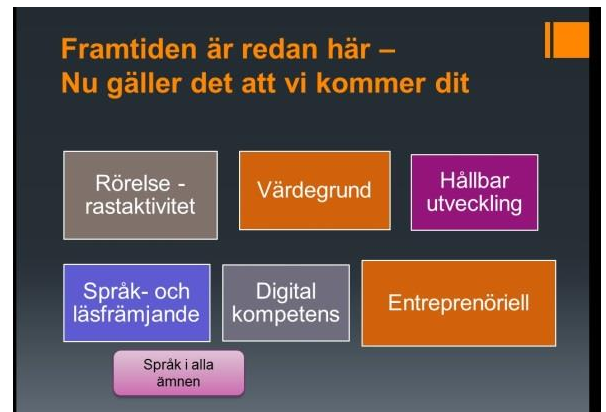 Framtiden är redan här –
Nu gäller det att vi kommer dit
Rörelse -
rastaktivitet
Värdegrund
Hållbar
utveckling
Språk- och
läsfrämjande
Digital
kompetens
Entreprenöriell
Språk i alla
ämnen